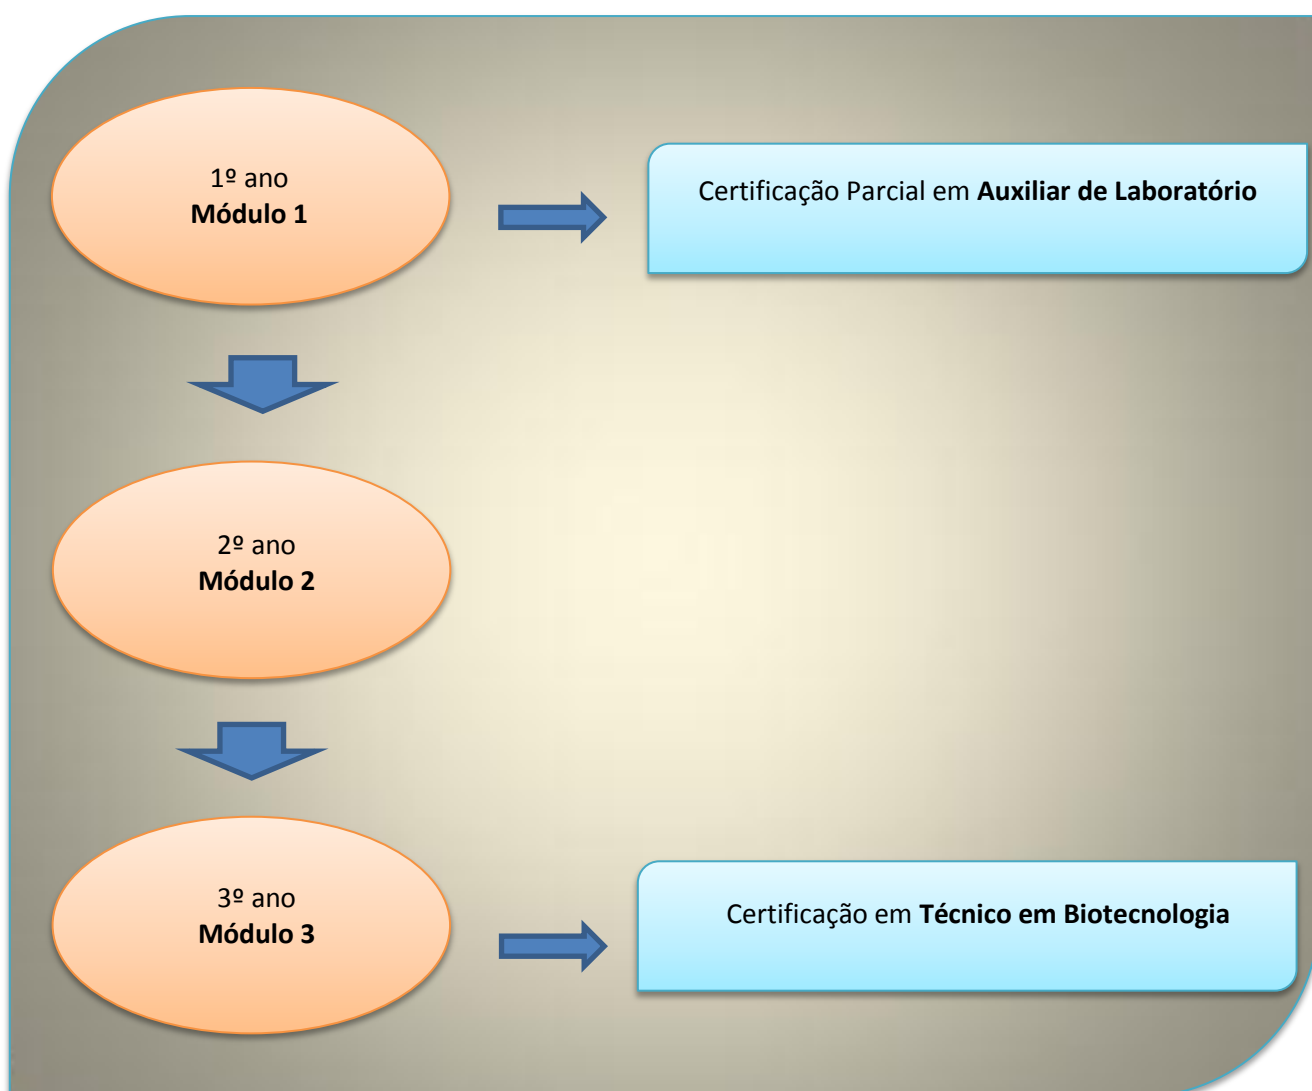 1º ano
Módulo 1
Certificação Parcial em Auxiliar de Laboratório
2º ano
Módulo 2
3º ano
Módulo 3
Certificação em Técnico em Biotecnologia